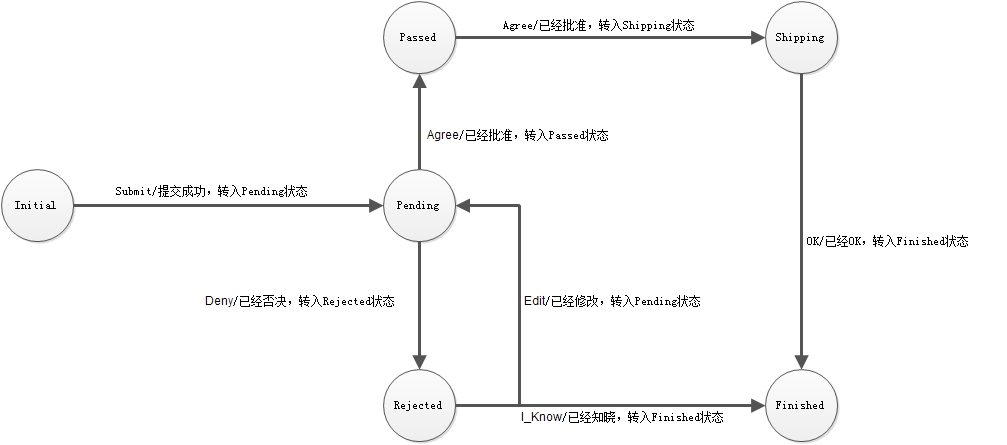 Passed
Agree/已经批准，转入Shipping状态
Shipping
Agree/已经批准，转入Passed状态
Initial
Submit/提交成功，转入Pending状态
Pending
OK/已经OK，转入Finished状态
Deny/已经否决，转入Rejected状态
Edit/已经修改，转入Pending状态
Rejected
I_Know/已经知晓，转入Finished状态
Finished